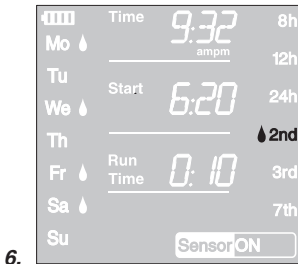 Time 9:32 8h
Mo ampm
12h
Tu
Start 6:20 24h
We
Th 2nd
Run
Time 0:10
Fr 3rd
Sa 7th
Su Sensor ON
6.